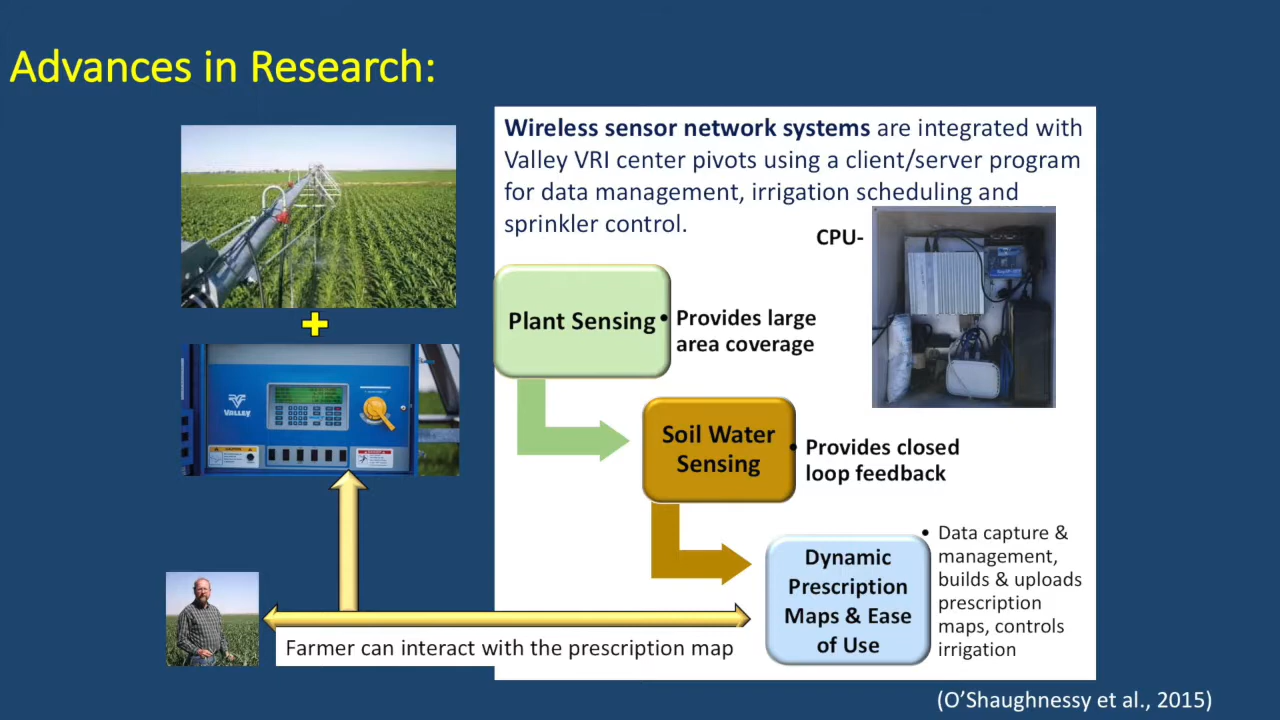 Advances in Research:
Wireless sensor network systems are integrated with
Valley VRI center pivots using a client/server program
for data management, irrigation scheduling and
sprinkler control.
CPU-
Plant Sensing
• Provides large
area coverage
VALLEY
Soil Water
Sensing
• Provides closed
loop feedback
Dynamic
Prescription
Maps & Ease
of Use
• Data capture &
management,
builds & uploads
prescription
maps, controls
irrigation
Farmer can interact with the prescription map
(O'Shaughnessy et al., 2015)